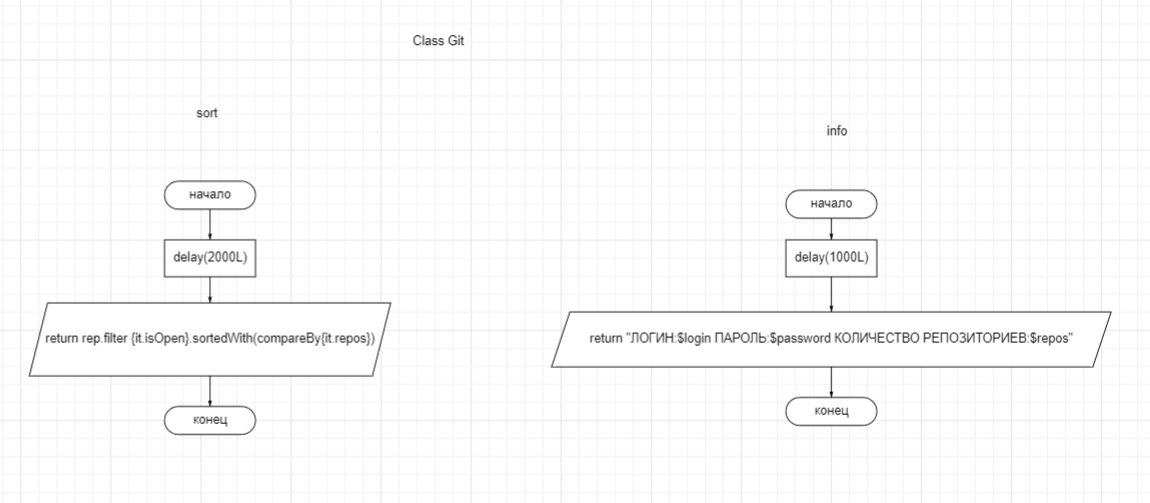 Class Git
sort
начало
delay(2000L)
return rep.filter {it.isOpen}.sortedWith(compareBy{it.repos})
конец
info
начало
delay(1000L)
return "ЛОГИН:$login ПАРОЛЬ:$password КОЛИЧЕСТВО РЕПОЗИТОРИЕВ:$repos"
конец